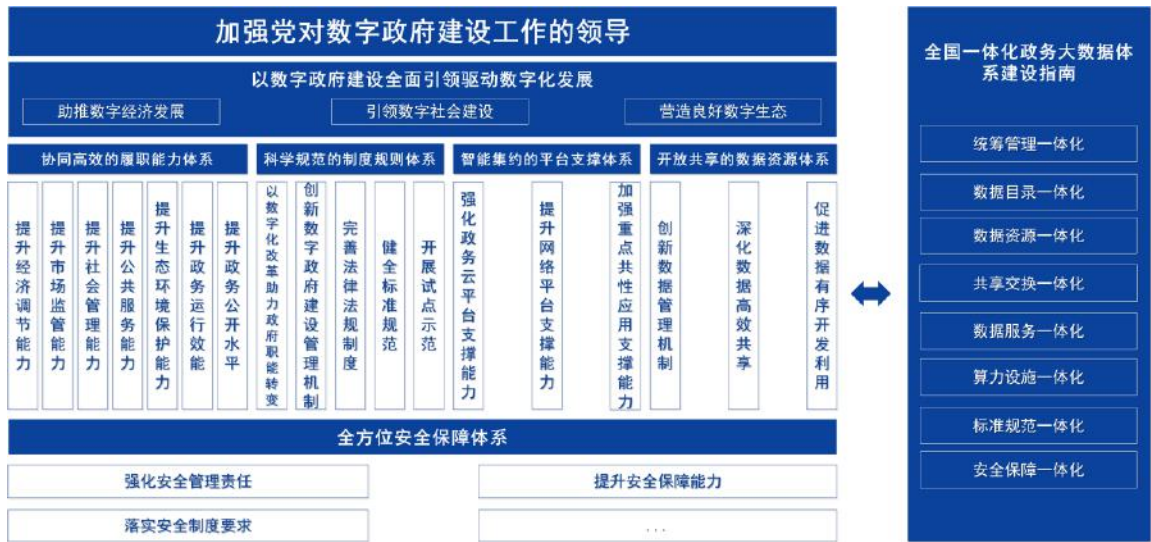 加强党对数字政府建设工作的领导
以数字政府建设全面引领驱动数字化发展
助推数字经济发展
引领数字社会建设
营造良好数字生态
协同高效的履职能力体系
提升经济调节能力
提升市场监管能力
提升社会管理能力
提升公共服务能力
提升生态环境保护能力
提升政务运行效能
提升政务公开水平
科学规范的制度规则体系
以数字化改革助力政府职能转变
创新数字政府建设管理机制
完善法律法规制度
健全标准规范
开展试点示范
智能集约的平台支撑体系
强化政务云平台支撑能力
提升网络平台支撑能力
加强重点共性应用支撑能力
开放共享的数据资源体系
创新数据管理机制
深化数据高效共享
促进数据有序开发利用
全方位安全保障体系
强化安全管理责任
提升安全保障能力
落实安全制度要求
...
全国一体化政务大数据体
系建设指南
统筹管理一体化
数据目录一体化
数据资源一体化
共享交换一体化
数据服务一体化
算力设施一体化
标准规范一体化
安全保障一体化